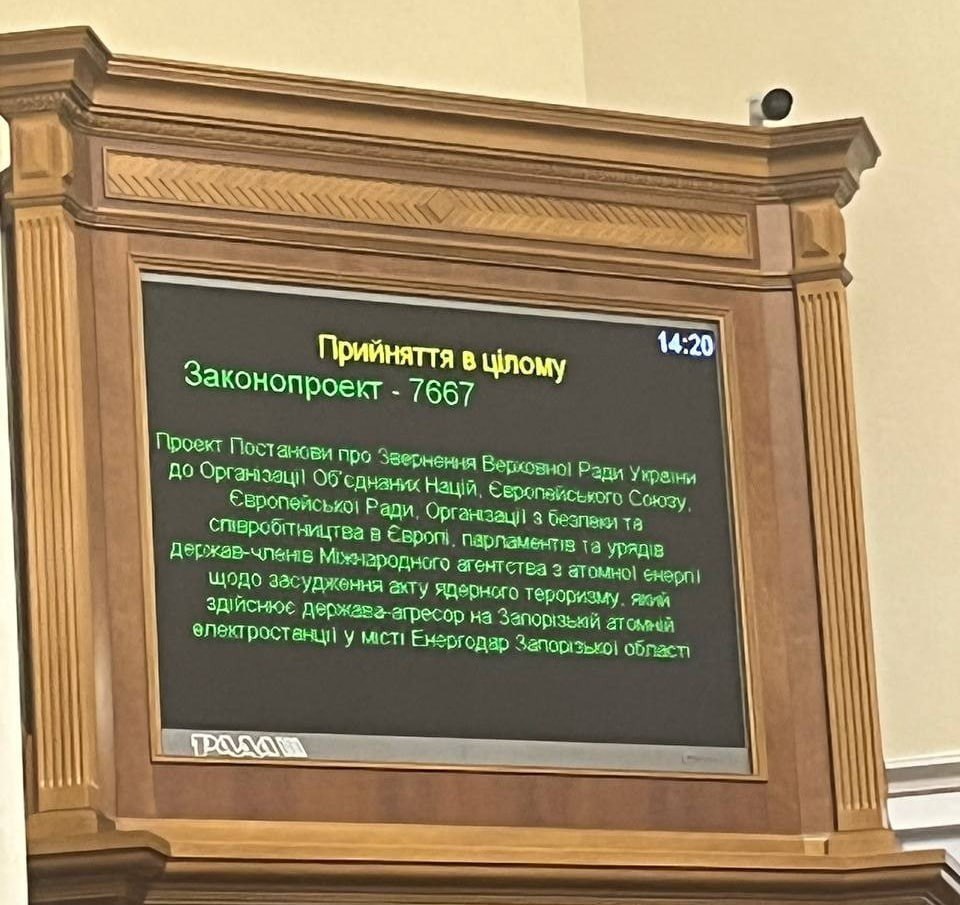 14:20
Прийняття в цілому
Законопроект - 7667
Проект Постанови про Звернення Верховної Ради України
до Організації Об'єднаних Націй, Європейського Союзу,
Європейської Ради, Організації з безпеки та
співробітництва в Європі, парламентів та урядів
держав-членів Міжнародного агентства з атомної енергії
щодо засудження акту ядерного тероризму, який
здійснює держава-агресор на Запорізькій атомній
електростанції у місті Енергодар Запорізької області
РАДА